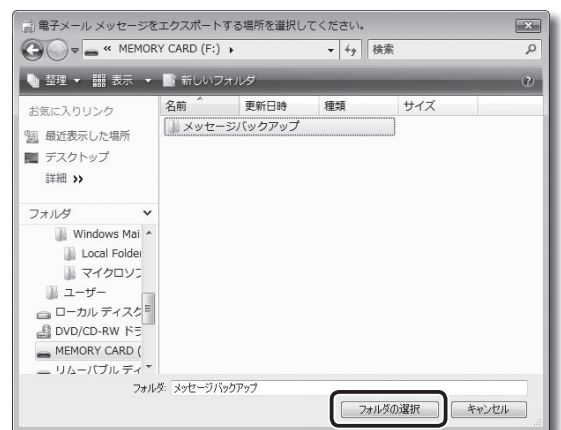 電子メール メッセージをエクスポートする場所を選択してください。
« MEMORY CARD (F:)
検索
整理 表示 新しいフォルダ
お気に入りリンク
最近表示した場所
デスクトップ
詳細 »
フォルダ
Windows Mai
Local Folder
マイクロソフ
ユーザー
ローカル ディスク
DVD/CD-RW ドラ
MEMORY CARD (
リムーバブル ディ
名前 更新日時 種類 サイズ
メッセージバックアップ
フォルダ: メッセージバックアップ
フォルダの選択 キャンセル